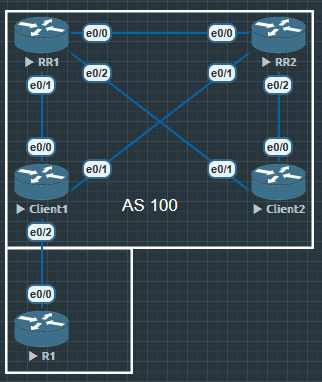 e0/0 e0/0
RR1 RR2
e0/1 e0/2 e0/1 e0/2
e0/0 e0/1 e0/1 e0/0
Client1 AS 100 Client2
e0/2
e0/0
R1